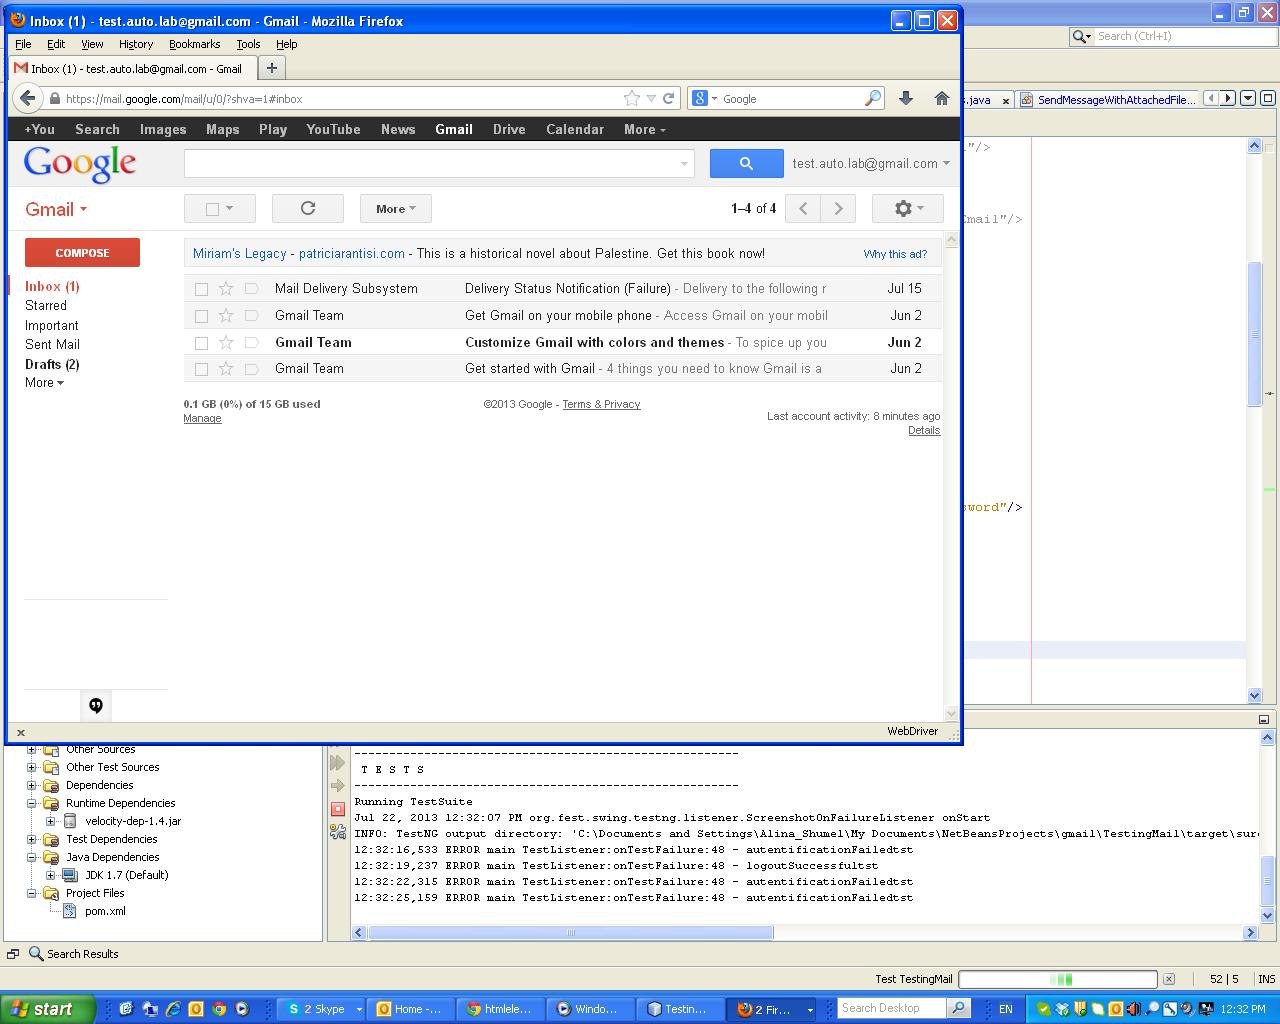 Inbox (1) - test.auto.lab@gmail.com - Gmail - Mozilla Firefox
File Edit View History Bookmarks Tools Help
Search (Ctrl+I)
Inbox (1) - test.auto.lab@gmail.com - Gmail
https://mail.google.com/mail/u/0/?shva=1#inbox
Google
s.java SendMessageWithAttachedFile...
+You Search Images Maps Play YouTube News Gmail Drive Calendar More
Google
test.auto.lab@gmail.com
Gmail
More
1–4 of 4
COMPOSE
Miriam's Legacy - patriciarantisi.com - This is a historical novel about Palestine. Get this book now! Why this ad?
Inbox (1)
Starred
Important
Sent Mail
Drafts (2)
More
Mail Delivery Subsystem Delivery Status Notification (Failure) - Delivery to the following r Jul 15
Gmail Team Get Gmail on your mobile phone - Access Gmail on your mobil Jun 2
Gmail Team Customize Gmail with colors and themes - To spice up you Jun 2
Gmail Team Get started with Gmail - 4 things you need to know Gmail is a Jun 2
0.1 GB (0%) of 15 GB used
Manage
©2013 Google - Terms & Privacy
Last account activity: 8 minutes ago
Details
"/>
mail"/>
word"/>
WebDriver
Other Sources
Other Test Sources
Dependencies
Runtime Dependencies
velocity-dep-1.4.jar
Test Dependencies
Java Dependencies
JDK 1.7 (Default)
Project Files
pom.xml
-------------------------------------------------------
T E S T S
-------------------------------------------------------
Running TestSuite
Jul 22, 2013 12:32:07 PM org.fest.swing.testng.listener.ScreenshotOnFailureListener onStart
INFO: TestNG output directory: 'C:\Documents and Settings\Alina_Shumel\My Documents\NetBeansProjects\gmail\TestingMail\target\sur
12:32:16,533 ERROR main TestListener:onTestFailure:48 - autentificationFailedtst
12:32:19,237 ERROR main TestListener:onTestFailure:48 - logoutSuccessfultst
12:32:22,315 ERROR main TestListener:onTestFailure:48 - autentificationFailedtst
12:32:25,159 ERROR main TestListener:onTestFailure:48 - autentificationFailedtst
Search Results
Test TestingMail
52 | 5 INS
start
2 Skype
Home -...
htmlele...
Windo...
Testin...
2 Fir...
Search Desktop
EN
12:32 PM